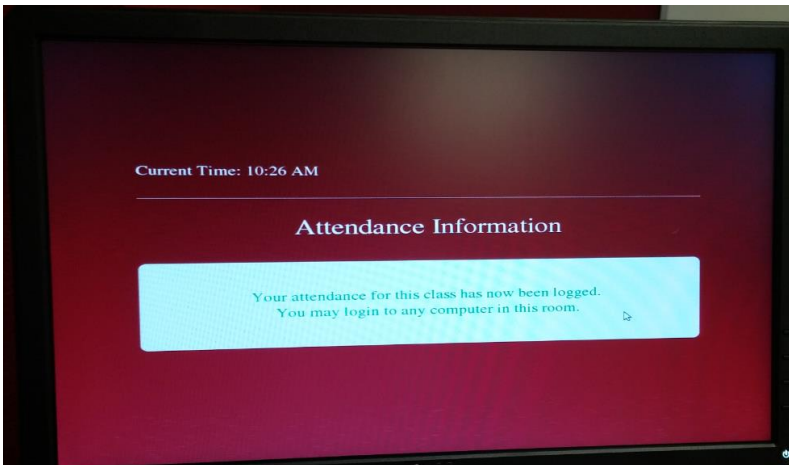 Current Time: 10:26 AM
Attendance Information
Your attendance for this class has now been logged.
You may login to any computer in this room.